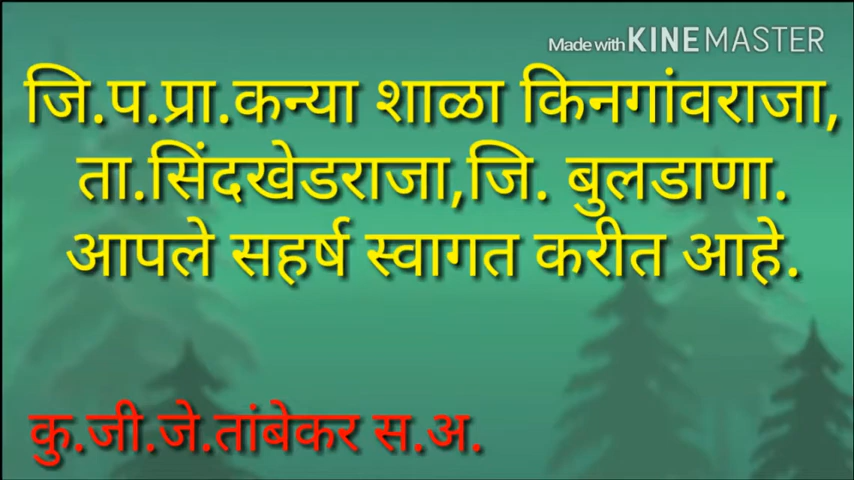 Made with KINEMASTER
जि.प.प्रा.कन्या शाळा किनगांवराजा,
ता.सिंदखेडराजा,जि. बुलडाणा.
आपले सहर्ष स्वागत करीत आहे.
कु.जी.जे.तांबेकर स.अ.